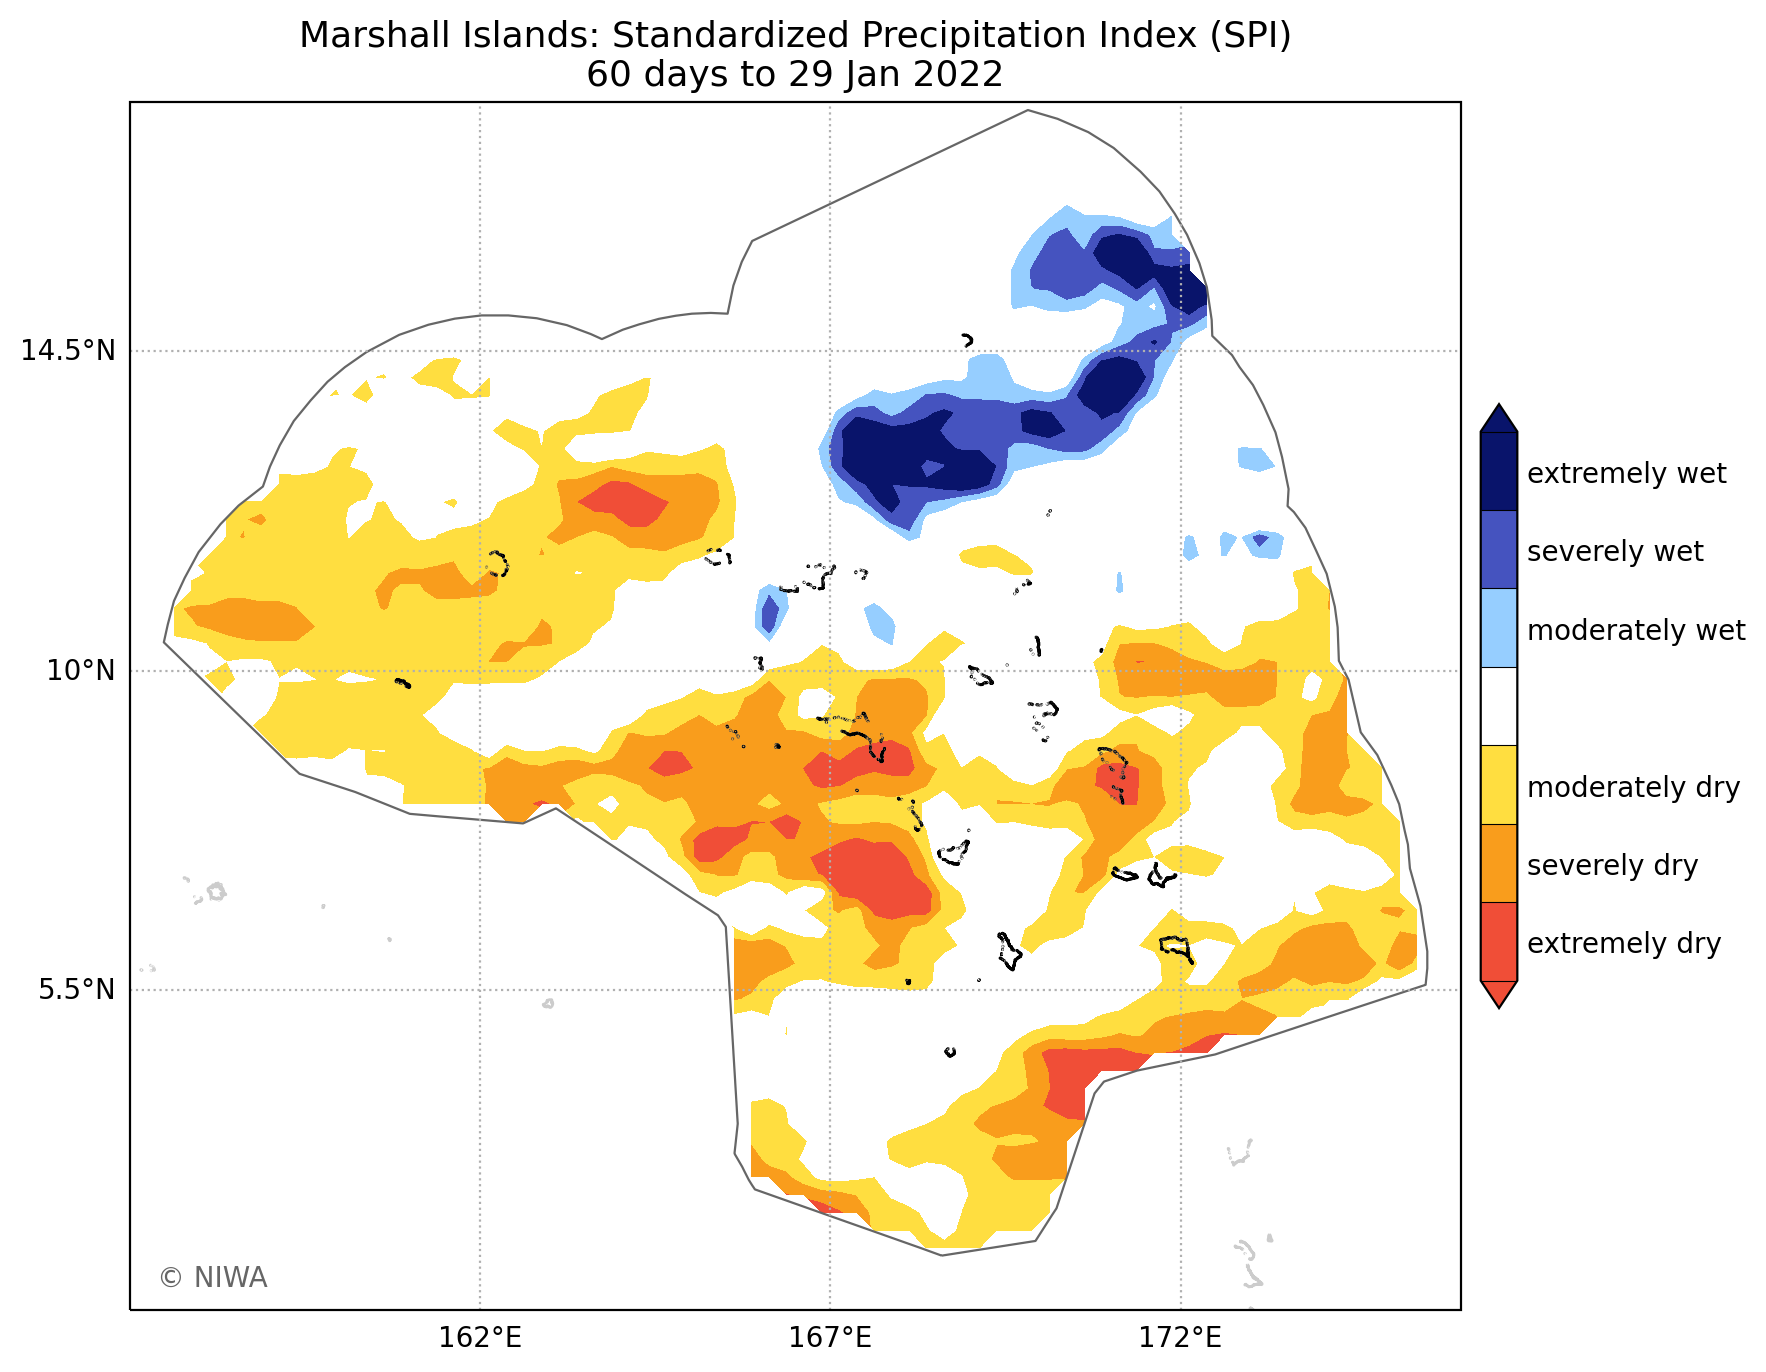 Marshall Islands: Standardized Precipitation Index (SPI)
60 days to 29 Jan 2022
14.5°N
10°N
5.5°N
162°E
167°E
172°E
extremely wet
severely wet
moderately wet
moderately dry
severely dry
extremely dry
© NIWA